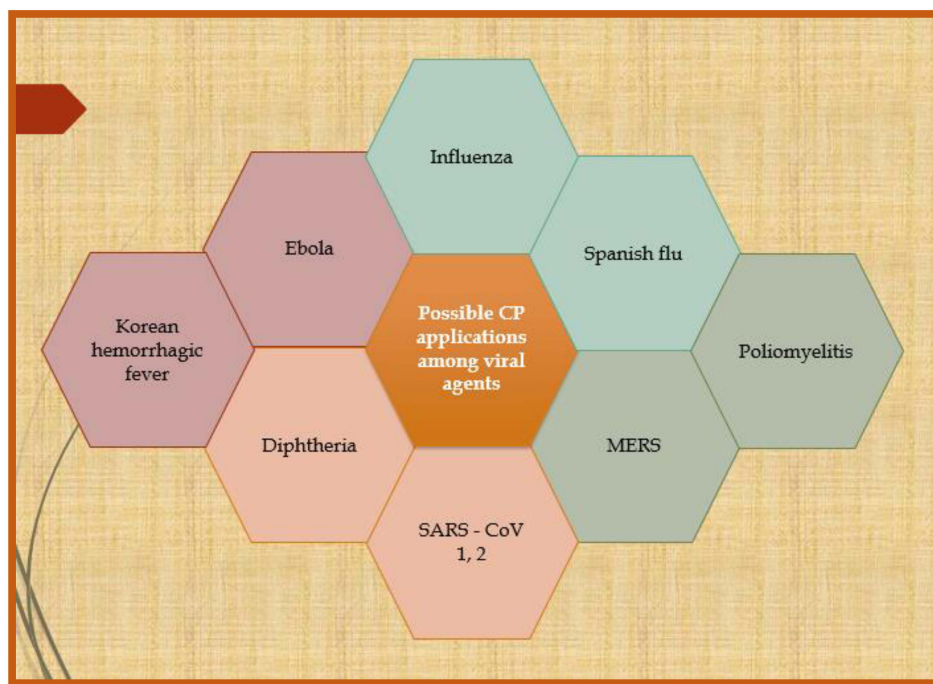 Influenza
Ebola
Spanish flu
Korean
hemorrhagic
fever
Possible CP
applications
among viral
agents
Poliomyelitis
Diphtheria
MERS
SARS - CoV
1, 2